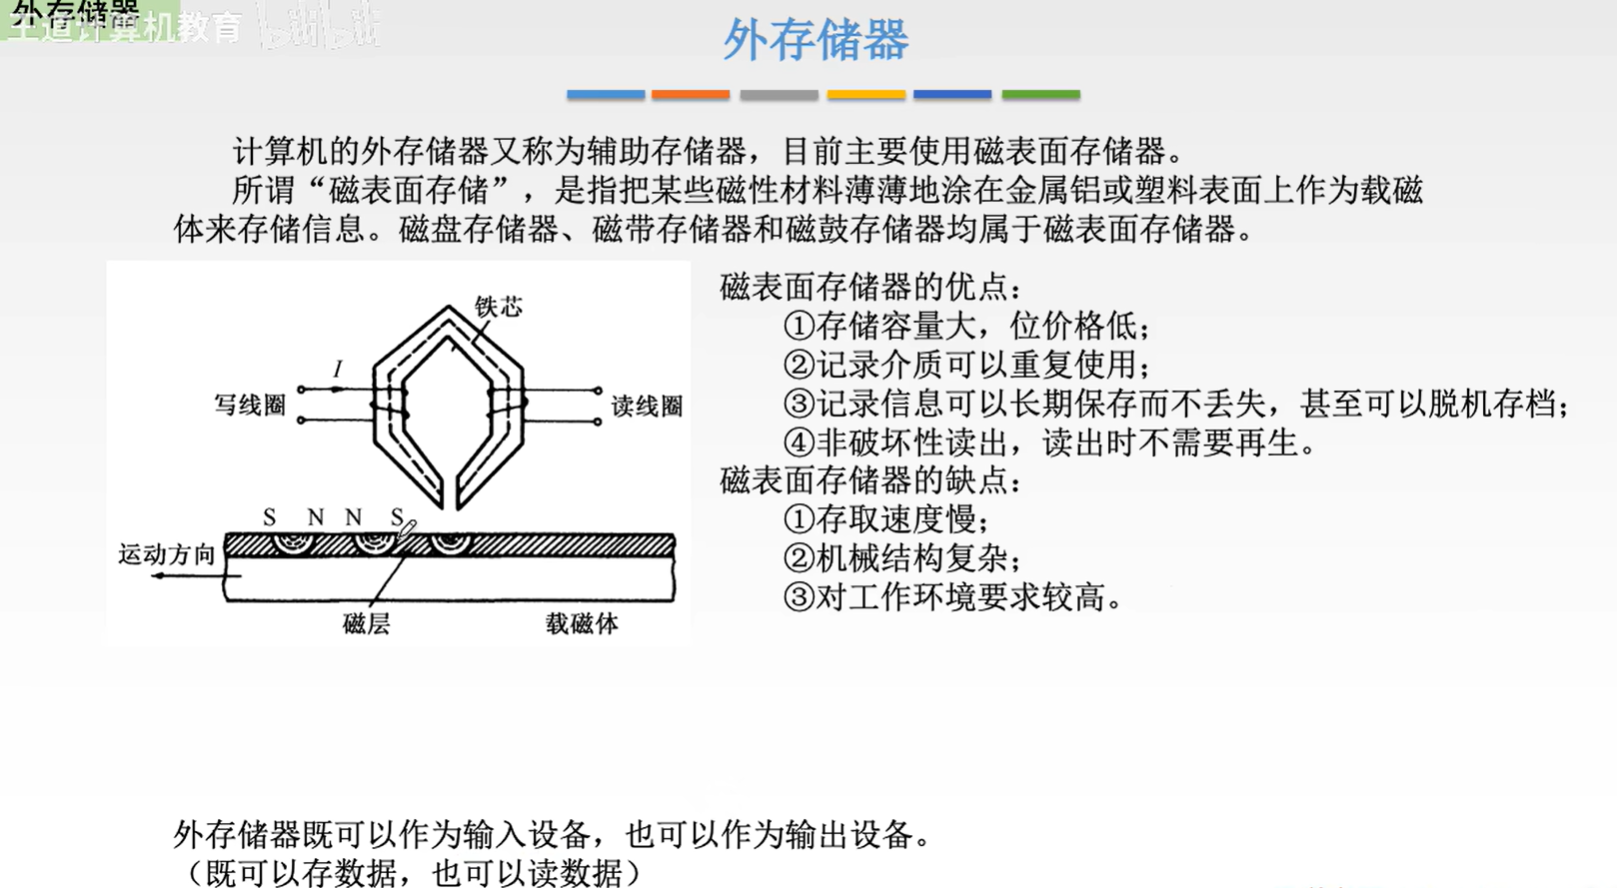 外存储器
王道计算机教育 bilibili
外存储器
计算机的外存储器又称为辅助存储器，目前主要使用磁表面存储器。
所谓“磁表面存储”，是指把某些磁性材料薄薄地涂在金属铝或塑料表面上作为载磁
体来存储信息。磁盘存储器、磁带存储器和磁鼓存储器均属于磁表面存储器。
铁芯
I
写线圈
读线圈
S N N S
运动方向
磁层
载磁体
磁表面存储器的优点：
①存储容量大，位价格低；
②记录介质可以重复使用；
③记录信息可以长期保存而不丢失，甚至可以脱机存档；
④非破坏性读出，读出时不需要再生。
磁表面存储器的缺点：
①存取速度慢；
②机械结构复杂；
③对工作环境要求较高。
外存储器既可以作为输入设备，也可以作为输出设备。
（既可以存数据，也可以读数据）